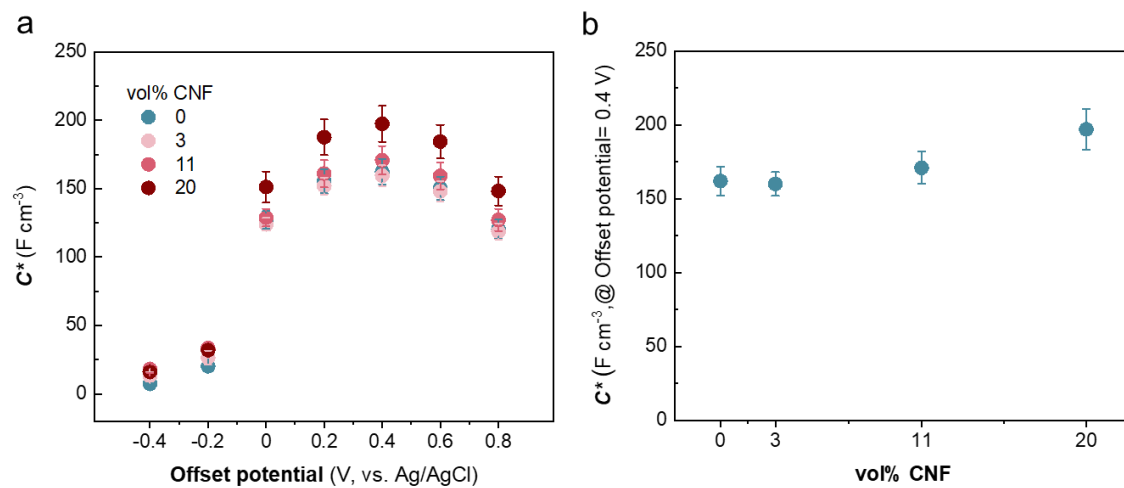 a
250
200
150
100
50
0
C* (F cm⁻³)
vol% CNF
0
3
11
20
-0.4 -0.2 0 0.2 0.4 0.6 0.8
Offset potential (V, vs. Ag/AgCl)
b
250
200
150
100
50
0
C* (F cm⁻³,@ Offset potential= 0.4 V)
0 3 11 20
vol% CNF